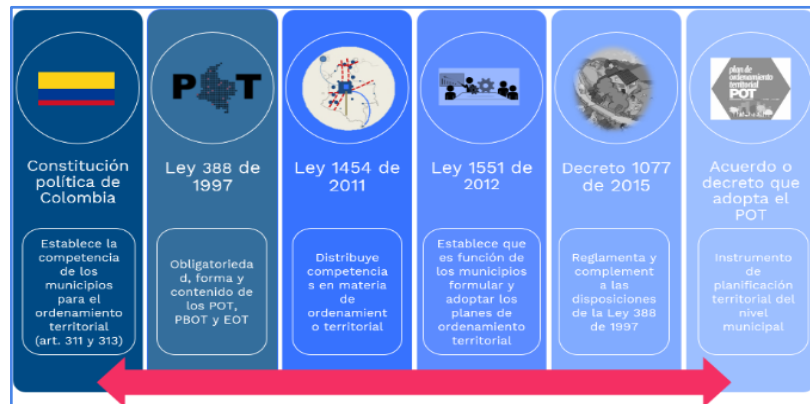 Constitución
política de
Colombia
Establece la
competencia
de los
municipios
para el
ordenamiento
territorial
(art. 311 y 313)
P T
Ley 388 de
1997
Obligatorieda
d, forma y
contenido de
los POT,
PBOT y EOT
Ley 1454 de
2011
Distribuye
competencia
s en materia
de
ordenamient
o territorial
Ley 1551 de
2012
Establece que
es función de
los municipios
formular y
adoptar los
planes de
ordenamiento
territorial
Decreto 1077
de 2015
Reglamenta y
complement
a las
disposiciones
de la Ley 388
de 1997
plan de
ordenamiento
territorial
POT
Acuerdo o
decreto que
adopta el
POT
Instrumento
de
planificación
territorial del
nivel
municipal